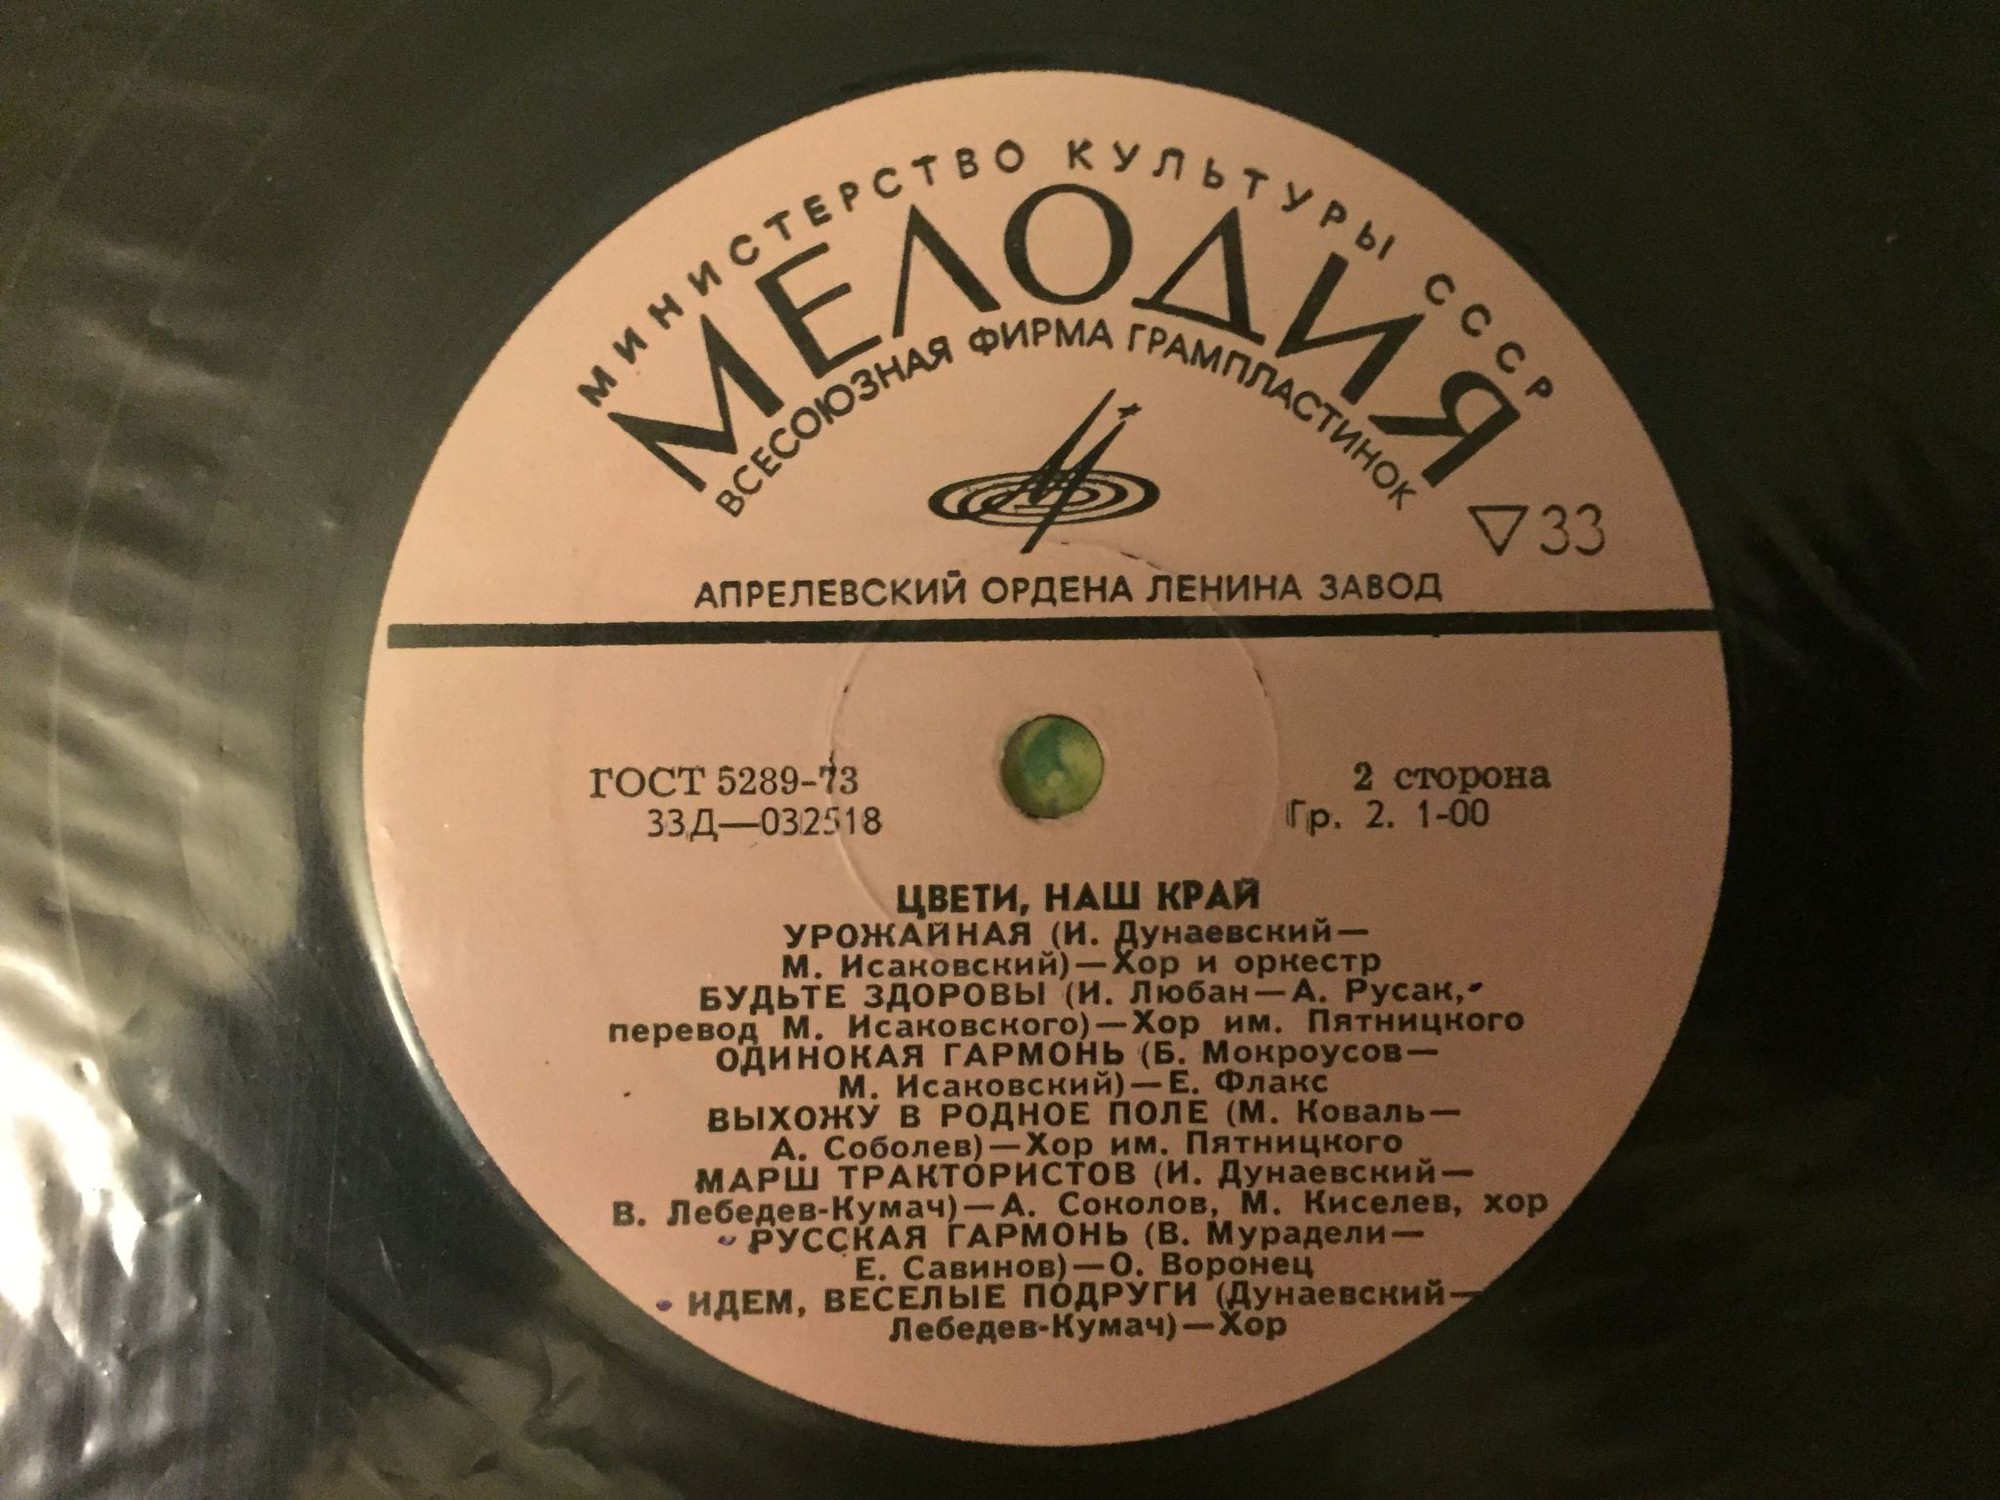 МИНИСТЕРСТВО КУЛЬТУРЫ СССР
МЕЛОДИЯ
ВСЕСОЮЗНАЯ ФИРМА ГРАМПЛАСТИНОК
33
АПРЕЛЕВСКИЙ ОРДЕНА ЛЕНИНА ЗАВОД
ГОСТ 5289-73
33Д—032518
2 сторона
Гр. 2. 1-00
ЦВЕТИ, НАШ КРАЙ
УРОЖАЙНАЯ (И. Дунаевский—
М. Исаковский)—Хор и оркестр
БУДЬТЕ ЗДОРОВЫ (И. Любан—А. Русак,
перевод М. Исаковского)—Хор им. Пятницкого
ОДИНОКАЯ ГАРМОНЬ (Б. Мокроусов—
М. Исаковский)—Е. Флакс
ВЫХОЖУ В РОДНОЕ ПОЛЕ (М. Коваль—
А. Соболев)—Хор им. Пятницкого
МАРШ ТРАКТОРИСТОВ (И. Дунаевский—
В. Лебедев-Кумач)—А. Соколов, М. Киселев, хор
РУССКАЯ ГАРМОНЬ (В. Мурадели—
Е. Савинов)—О. Воронец
ИДЕМ, ВЕСЕЛЫЕ ПОДРУГИ (Дунаевский—
Лебедев-Кумач)—Хор